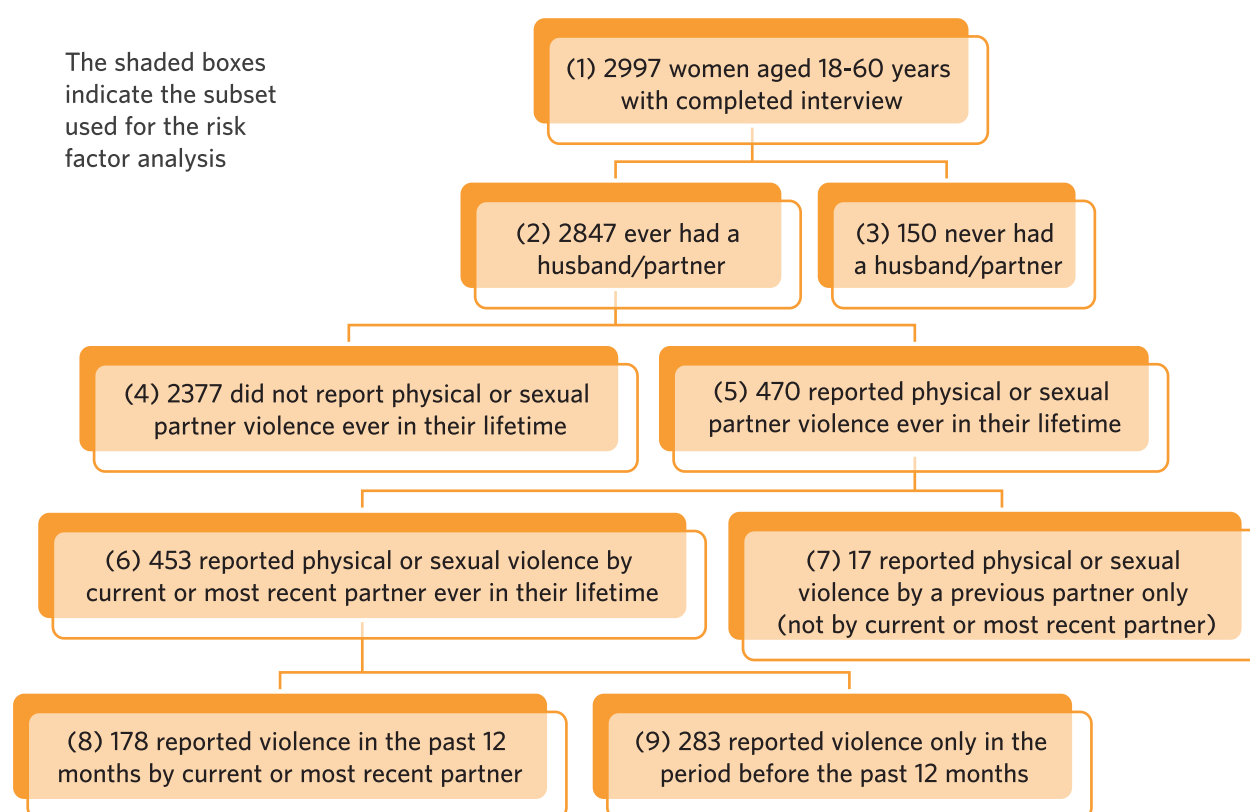 The shaded boxes
indicate the subset
used for the risk
factor analysis
(1) 2997 women aged 18-60 years
with completed interview
(2) 2847 ever had a
husband/partner
(3) 150 never had
a husband/partner
(4) 2377 did not report physical or sexual
partner violence ever in their lifetime
(5) 470 reported physical or sexual
partner violence ever in their lifetime
(6) 453 reported physical or sexual violence by
current or most recent partner ever in their lifetime
(7) 17 reported physical or sexual
violence by a previous partner only
(not by current or most recent partner)
(8) 178 reported violence in the past 12
months by current or most recent partner
(9) 283 reported violence only in the
period before the past 12 months